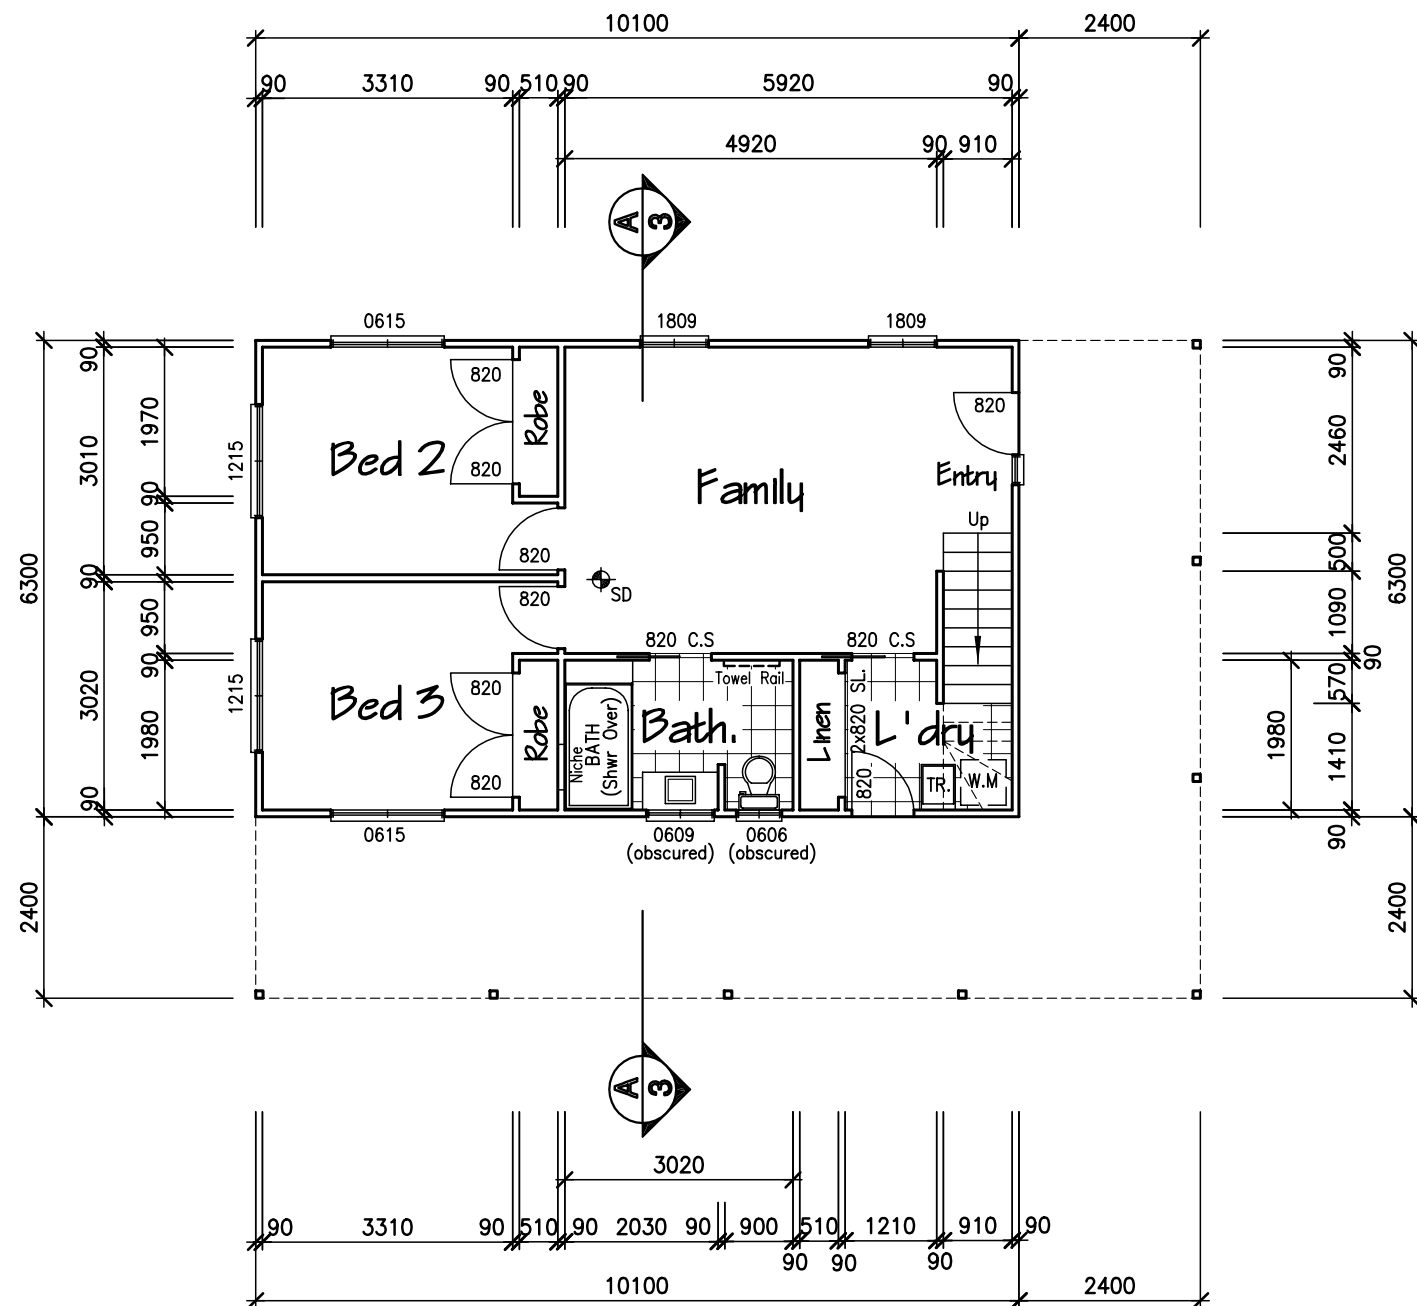 10100 2400
90 3310 90 510 90 5920 90
4920 90 910
A 3
0615 1809 1809
820
820
820
Robe
1215
Bed 2
Family
Entry
Up
820
820
SD
820 C.S 820 C.S
Towel Rail
820
820
Robe
1215
Bed 3
Niche
BATH
(Shwr Over)
Bath.
Linen
2x820 SL.
L'dry
820
TR.
W.M
0615 0609 0606
(obscured) (obscured)
6300
2400
90
3010
90
3020
90
1970
90
950
950
90
1980
90
2460
500
1090
90
570
1410
90
1980
6300
2400
A 3
3020
90 3310 90 510 90 2030 90 900 510 1210 910 90
90 90 90
10100 2400